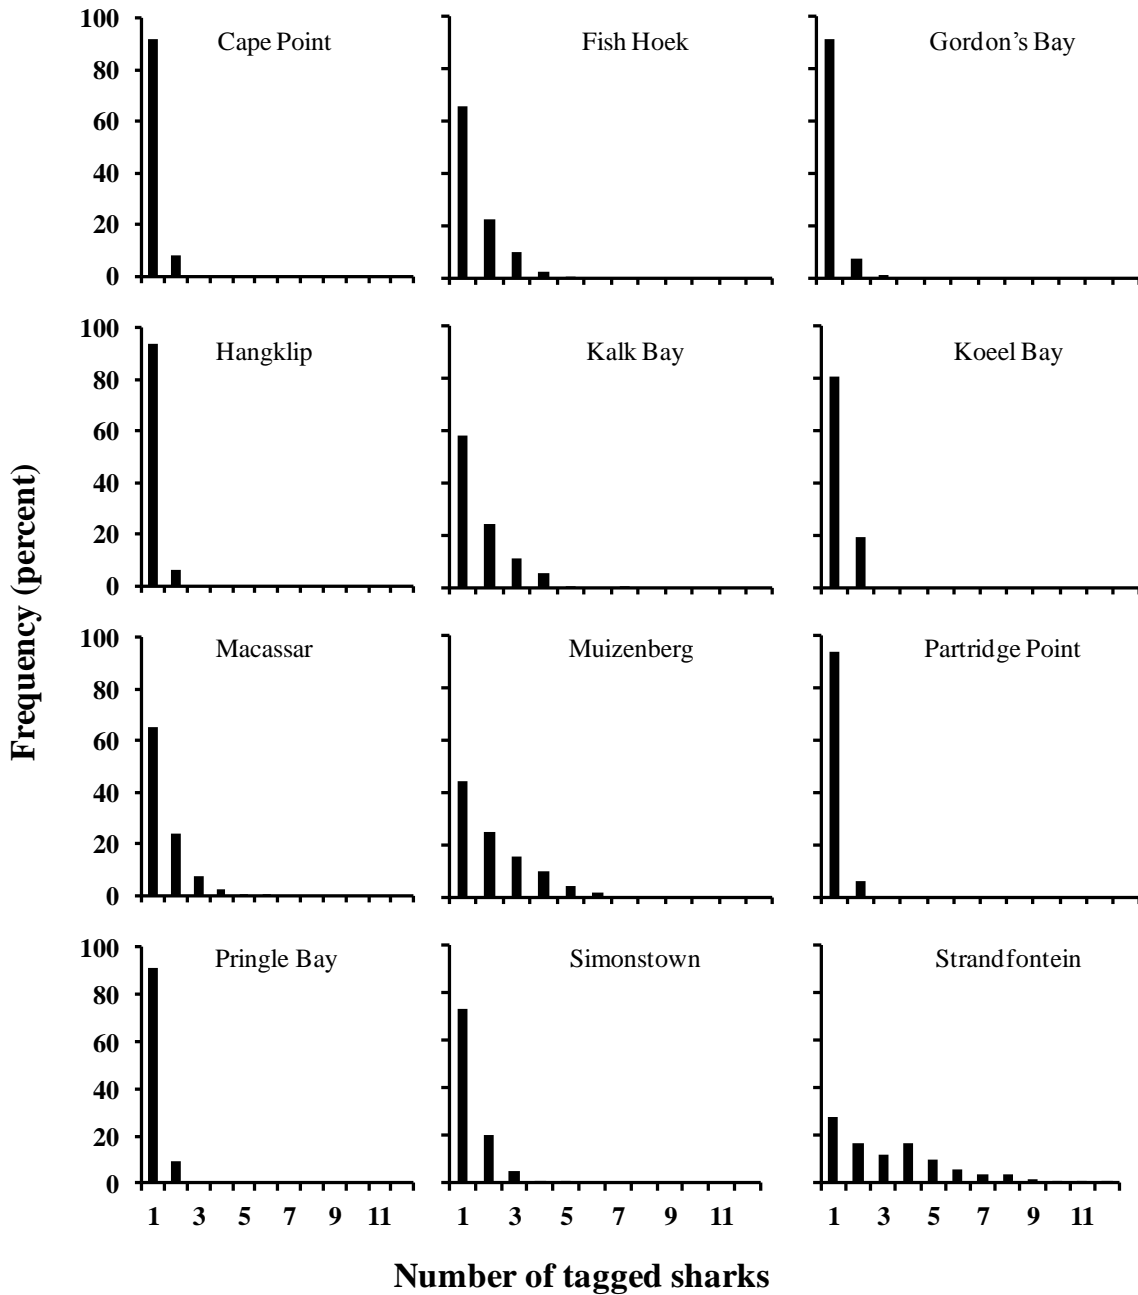 100
80
60
40
20
0
Cape Point
Fish Hoek
Gordon's Bay
100
80
60
40
20
0
Hangklip
Kalk Bay
Koeel Bay
Frequency (percent)
100
80
60
40
20
0
Macassar
Muizenberg
Partridge Point
100
80
60
40
20
0
Pringle Bay
Simonstown
Strandfontein
1 3 5 7 9 11
1 3 5 7 9 11
1 3 5 7 9 11
Number of tagged sharks